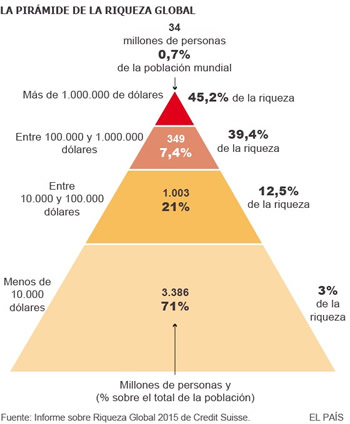 LA PIRÁMIDE DE LA RIQUEZA GLOBAL
34
millones de personas
0,7%
de la población mundial
Más de 1.000.000 de dólares
45,2% de la riqueza
Entre 100.000 y 1.000.000
dólares
349
7,4%
39,4%
de la riqueza
Entre
10.000 y 100.000
dólares
1.003
21%
12,5%
de la riqueza
Menos de
10.000
dólares
3.386
71%
3%
de la
riqueza
Millones de personas y
(% sobre el total de la población)
Fuente: Informe sobre Riqueza Global 2015 de Credit Suisse.
EL PAÍS